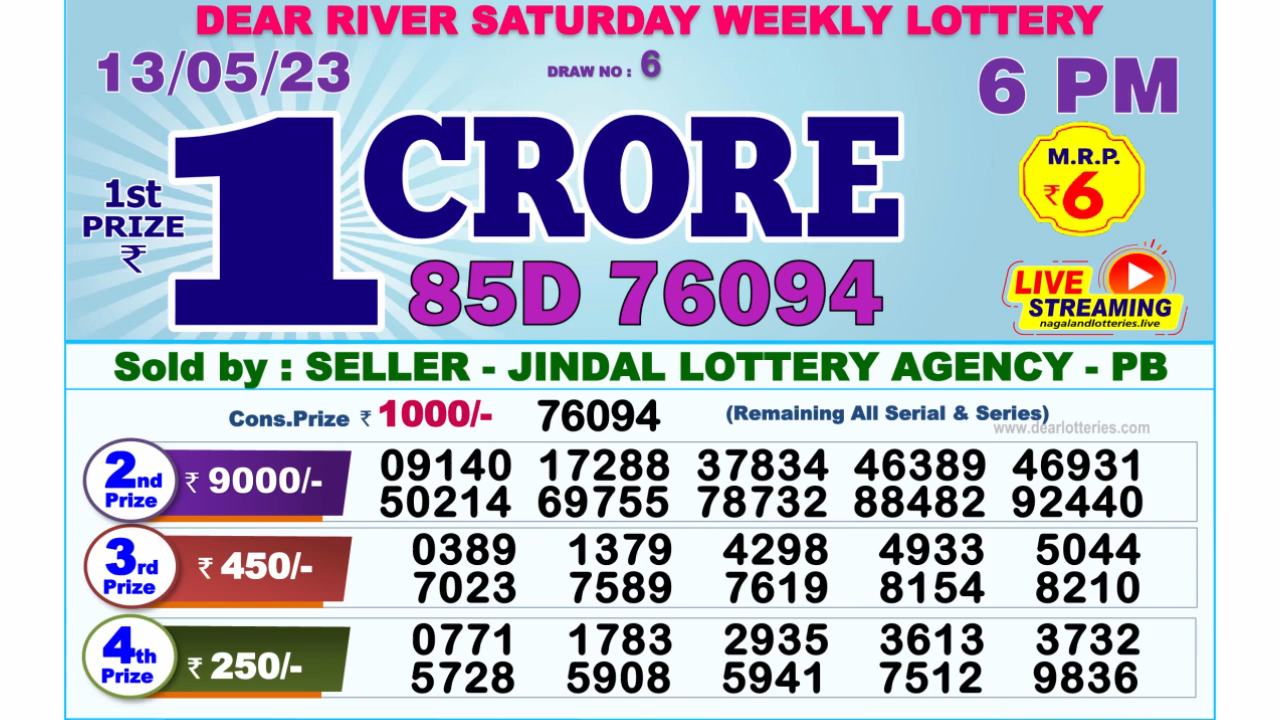 DEAR RIVER SATURDAY WEEKLY LOTTERY
13/05/23
DRAW NO : 6
6 PM
1st
PRIZE
₹
1 CRORE
85D 76094
M.R.P.
₹6
LIVE
STREAMING
nagalandlotteries.live
Sold by : SELLER - JINDAL LOTTERY AGENCY - PB
Cons.Prize ₹ 1000/- 76094 (Remaining All Serial & Series)
www.dearlotteries.com
2nd
Prize
₹ 9000/-
09140 17288 37834 46389 46931
50214 69755 78732 88482 92440
3rd
Prize
₹ 450/-
0389 1379 4298 4933 5044
7023 7589 7619 8154 8210
4th
Prize
₹ 250/-
0771 1783 2935 3613 3732
5728 5908 5941 7512 9836